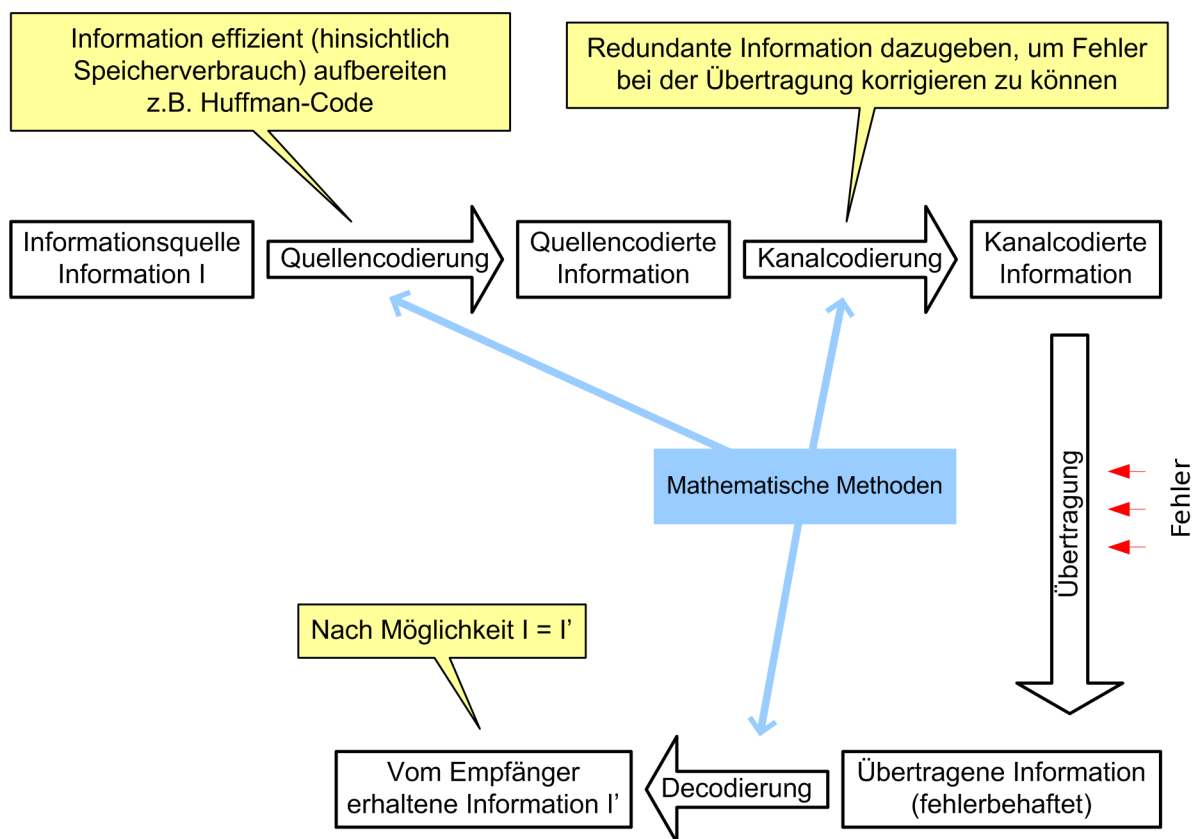 Information effizient (hinsichtlich
Speicherverbrauch) aufbereiten
z.B. Huffman-Code
Redundante Information dazugeben, um Fehler
bei der Übertragung korrigieren zu können
Informationsquelle
Information I
Quellencodierung
Quellencodierte
Information
Kanalcodierung
Kanalcodierte
Information
Mathematische Methoden
Übertragung
Fehler
Nach Möglichkeit I = I’
Vom Empfänger
erhaltene Information I’
Decodierung
Übertragene Information
(fehlerbehaftet)